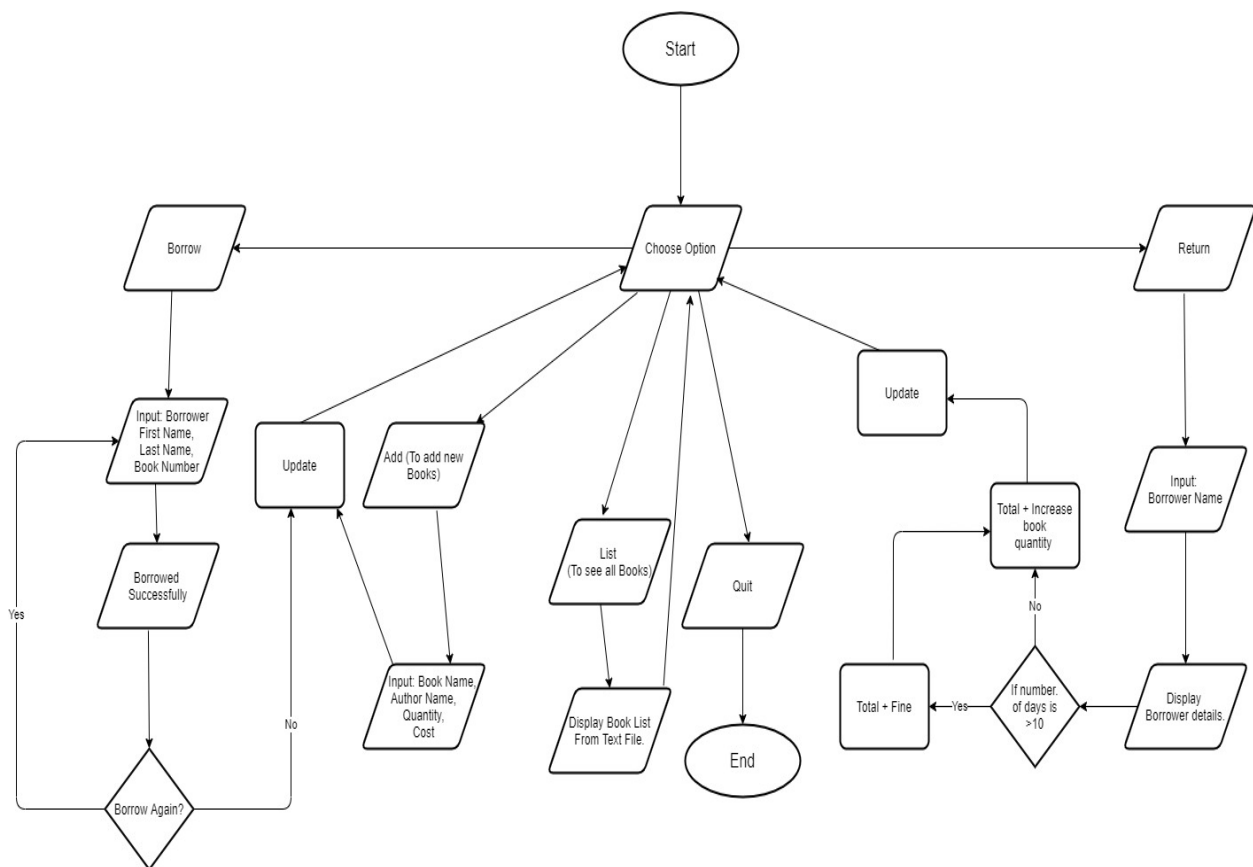 Start
Borrow
Choose Option
Return
Input: Borrower
First Name,
Last Name,
Book Number
Update
Add (To add new
Books)
Update
Input:
Borrower Name
Total + Increase
book
quantity
List
(To see all Books)
Quit
Borrowed
Successfully
Yes
No
No
Input: Book Name,
Author Name,
Quantity,
Cost
Display Book List
From Text File.
End
Total + Fine
Yes
If number.
of days is
>10
Display
Borrower details.
Borrow Again?